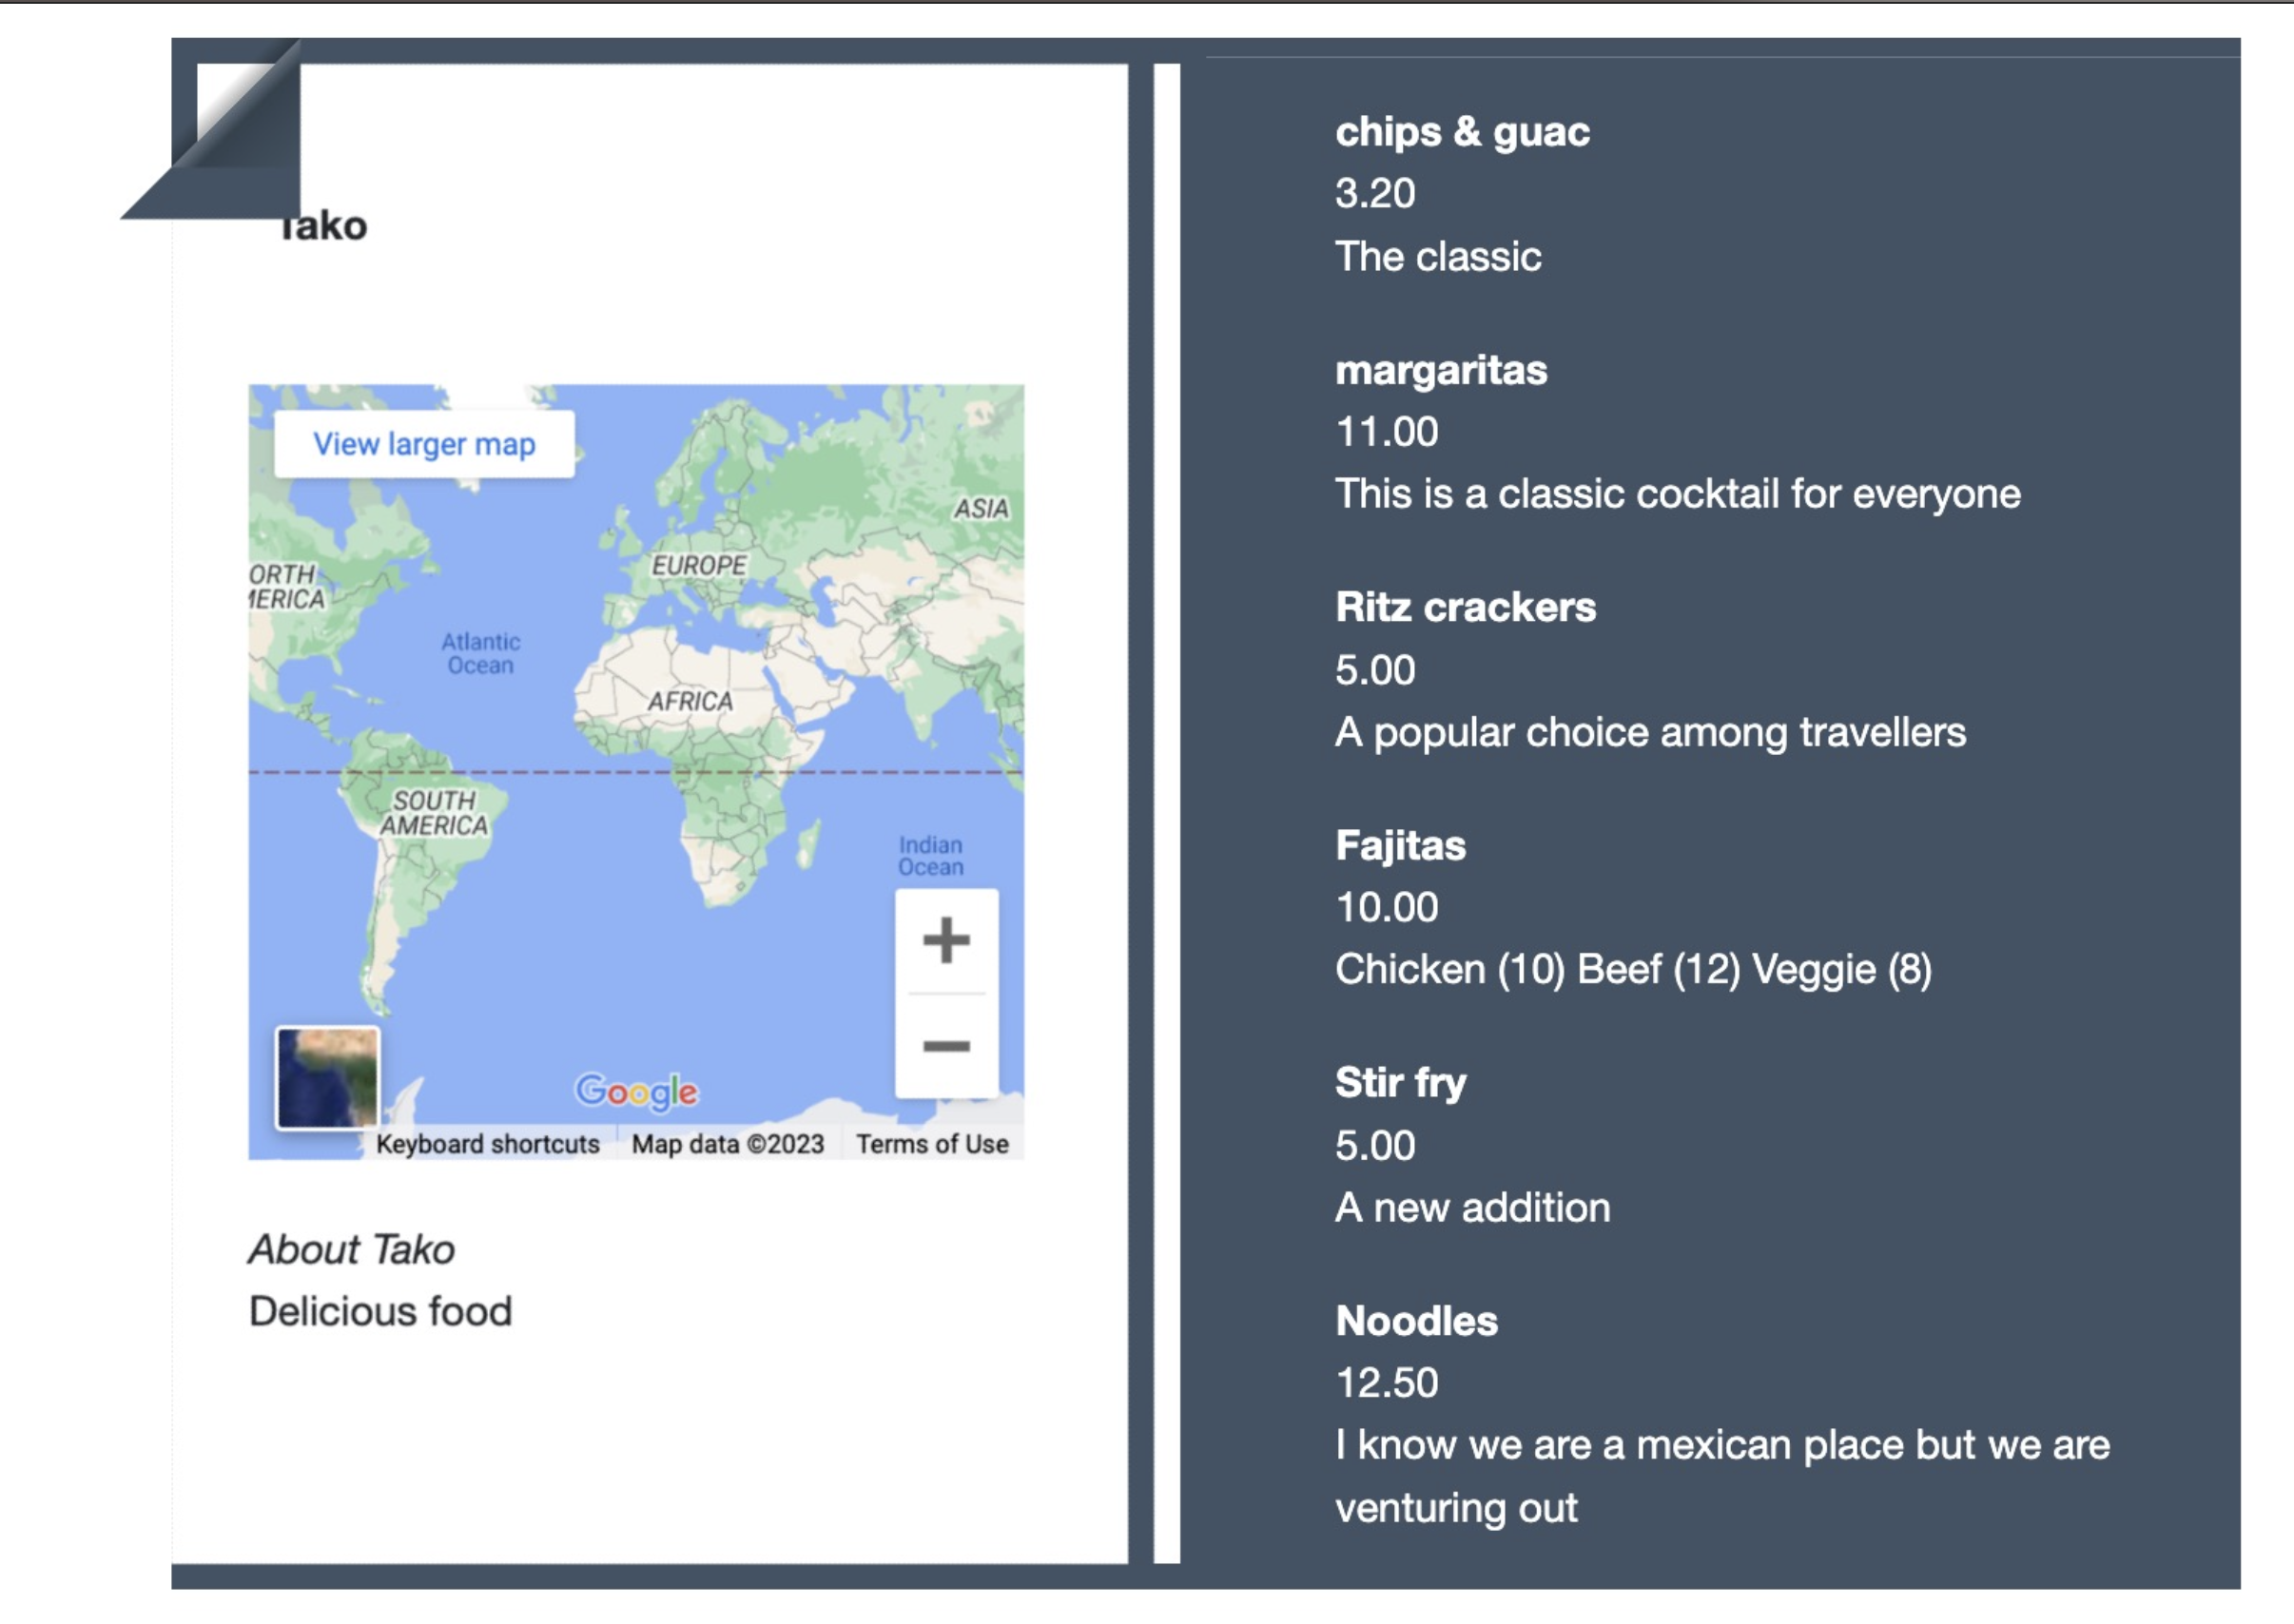 Tako
View larger map
ASIA
EUROPE
ORTH
MERICA
Atlantic
Ocean
AFRICA
SOUTH
AMERICA
Indian
Ocean
+
−
Google
Keyboard shortcuts
Map data ©2023
Terms of Use
About Tako
Delicious food
chips & guac
3.20
The classic
margaritas
11.00
This is a classic cocktail for everyone
Ritz crackers
5.00
A popular choice among travellers
Fajitas
10.00
Chicken (10) Beef (12) Veggie (8)
Stir fry
5.00
A new addition
Noodles
12.50
I know we are a mexican place but we are
venturing out